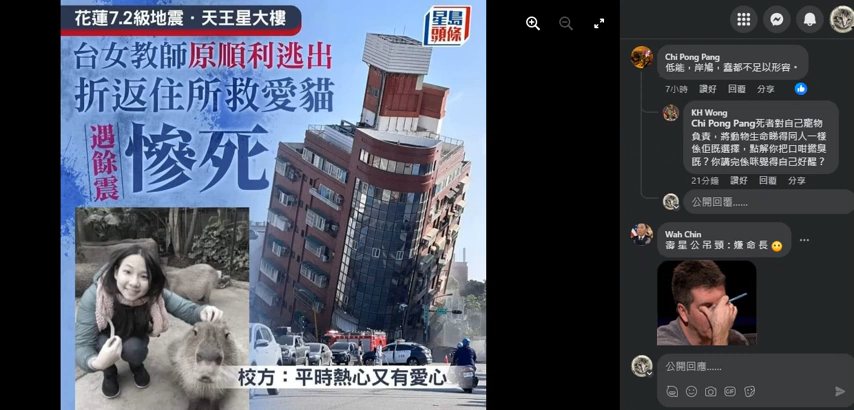 花蓮7.2級地震．天王星大樓
星島
頭條
台女教師原順利逃出
折返住所救愛貓
遇餘震
慘死
校方：平時熱心又有愛心
Chi Pong Pang
低能，岸鳩，蠢都不足以形容。
7小時 讚好 回覆 分享
KH Wong
Chi Pong Pang死者對自己寵物
負責，將動物生命睇得同人一樣
係佢既選擇，點解你把口咁撚臭
既？你講完係咪覺得自己好醒？
21分鐘 讚好 回覆 分享
公開回覆......
Wah Chin
壽星公吊頸：嫌命長
公開回應......
GIF